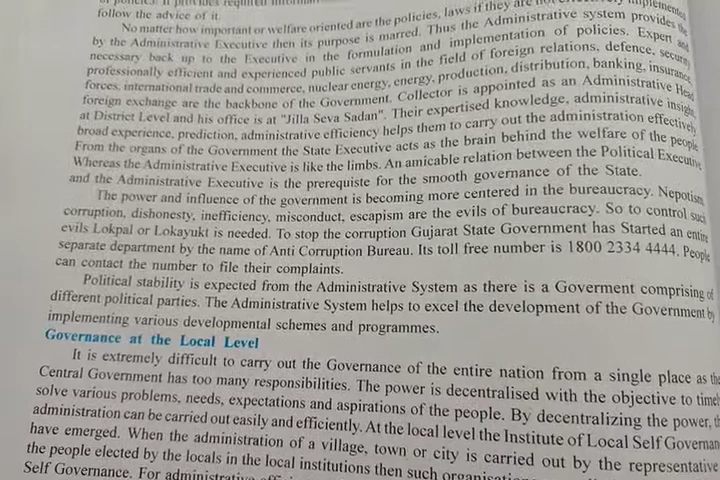 follow the advice of it.
No matter how important or welfare oriented are the policies, laws if they are not
by the Administrative Executive then its purpose is marred. Thus the Administrative system provides the
necessary back up to the Executive in the formulation and implementation of policies. Expert and
professionally efficient and experienced public servants in the field of foreign relations, defence, security
forces, international trade and commerce, nuclear energy, energy, production, distribution, banking, insurance,
foreign exchange are the backbone of the Government. Collector is appointed as an Administrative Head
at District Level and his office is at "Jilla Seva Sadan". Their expertised knowledge, administrative insight,
broad experience, prediction, administrative efficiency helps them to carry out the administration effectively
From the organs of the Government the State Executive acts as the brain behind the welfare of the people
Whereas the Administrative Executive is like the limbs. An amicable relation between the Political Executive
and the Administrative Executive is the prerequiste for the smooth governance of the State.
The power and influence of the government is becoming more centered in the bureaucracy. Nepotism
corruption, dishonesty, inefficiency, misconduct, escapism are the evils of bureaucracy. So to control such
evils Lokpal or Lokayukt is needed. To stop the corruption Gujarat State Government has Started an entire
separate department by the name of Anti Corruption Bureau. Its toll free number is 1800 2334 4444. People
can contact the number to file their complaints.
Political stability is expected from the Administrative System as there is a Goverment comprising of
different political parties. The Administrative System helps to excel the development of the Government by
implementing various developmental schemes and programmes.
Governance at the Local Level
It is extremely difficult to carry out the Governance of the entire nation from a single place as the
Central Government has too many responsibilities. The power is decentralised with the objective to timel
solve various problems, needs, expectations and aspirations of the people. By decentralizing the power, th
administration can be carried out easily and efficiently. At the local level the Institute of Local Self Governan
have emerged. When the administration of a village, town or city is carried out by the representative
the people elected by the locals in the local institutions then such
Self Governance. For administrative